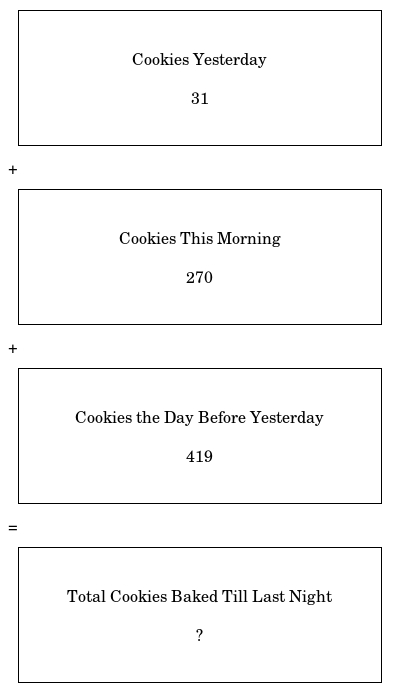 Cookies Yesterday
31
+
Cookies This Morning
270
+
Cookies the Day Before Yesterday
419
=
Total Cookies Baked Till Last Night
?